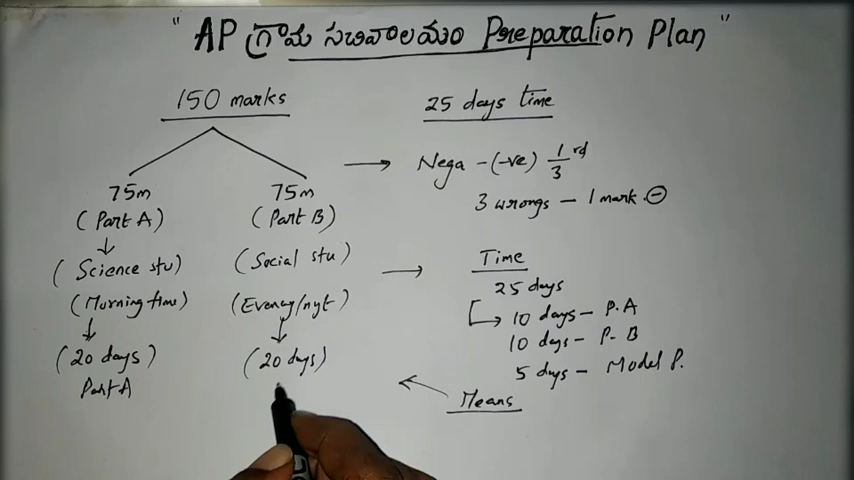 " AP గ్రామ సచివాలయం Preparation Plan "
150 marks
75m
(Part A)
(Science stu)
(Morning time)
(20 days)
Part A
75m
(Part B)
(Social stu)
(Evening/nyt)
(20 days)
25 days time
Nega -(-ve) 1/3 rd
3 wrongs - 1 mark.
Time
25 days
10 days - P.A
10 days - P- B
5 days - Model P.
Means